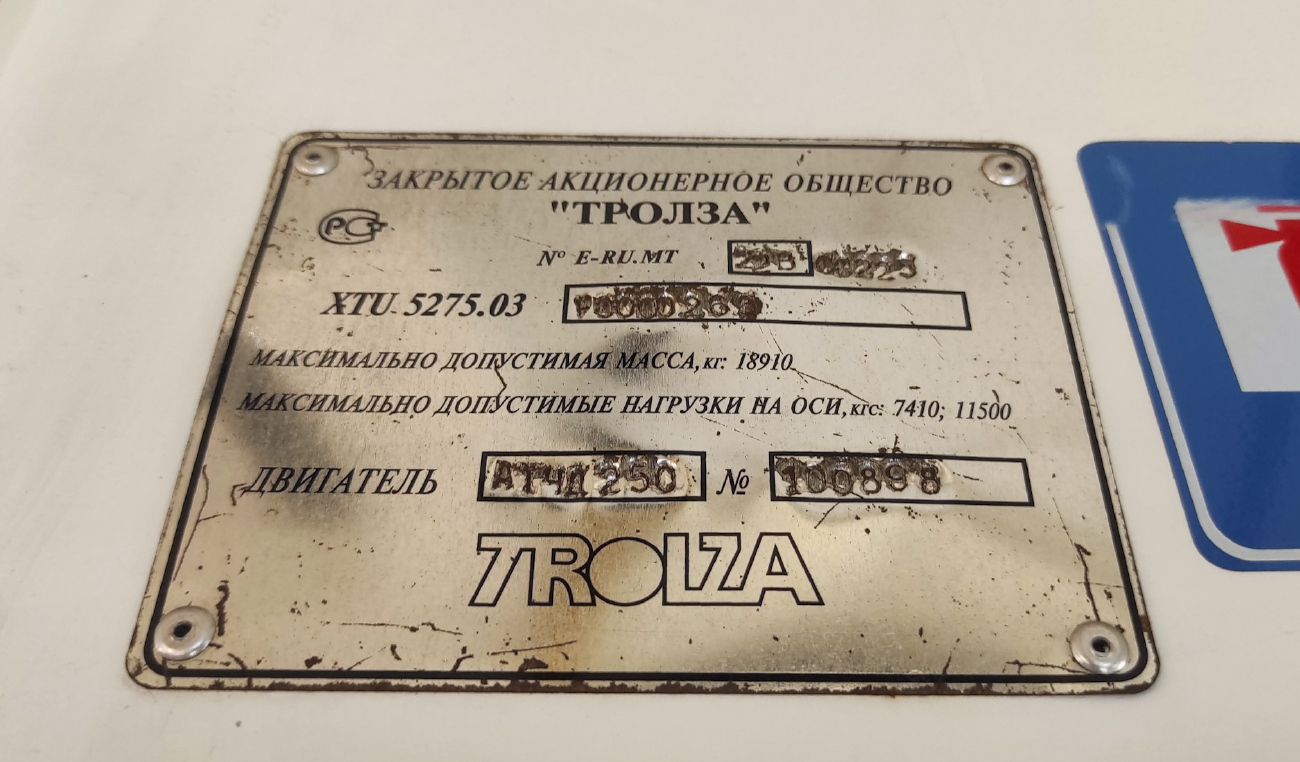 ЗАКРЫТОЕ АКЦИОНЕРНОЕ ОБЩЕСТВО
"ТРОЛЗА"
РСТ
№ E-RU.MT
XTU 5275.03
МАКСИМАЛЬНО ДОПУСТИМАЯ МАССА,кг: 18910
МАКСИМАЛЬНО ДОПУСТИМЫЕ НАГРУЗКИ НА ОСИ,кгс: 7410; 11500
ДВИГАТЕЛЬ АТЧД 250 № 100898
TROLZA